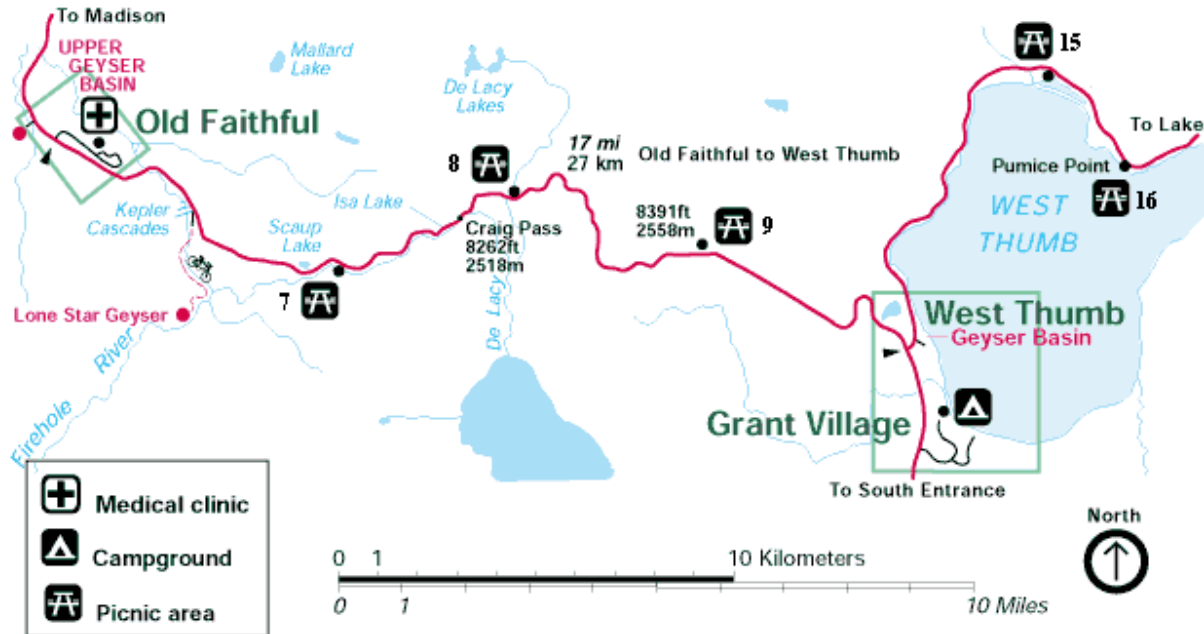 To Madison
UPPER
GEYSER
BASIN
Old Faithful
Mallard
Lake
De Lacy
Lakes
15
To Lake
Pumice Point
16
WEST
THUMB
8
17 mi
27 km
Old Faithful to West Thumb
Kepler
Cascades
Scaup
Lake
Isa Lake
Craig Pass
8262ft
2518m
8391ft
2558m
9
7
Lone Star Geyser
Firehole River
De Lacy
West Thumb
Geyser Basin
Grant Village
To South Entrance
Medical clinic
Campground
Picnic area
0 1 10 Kilometers
0 1 10 Miles
North